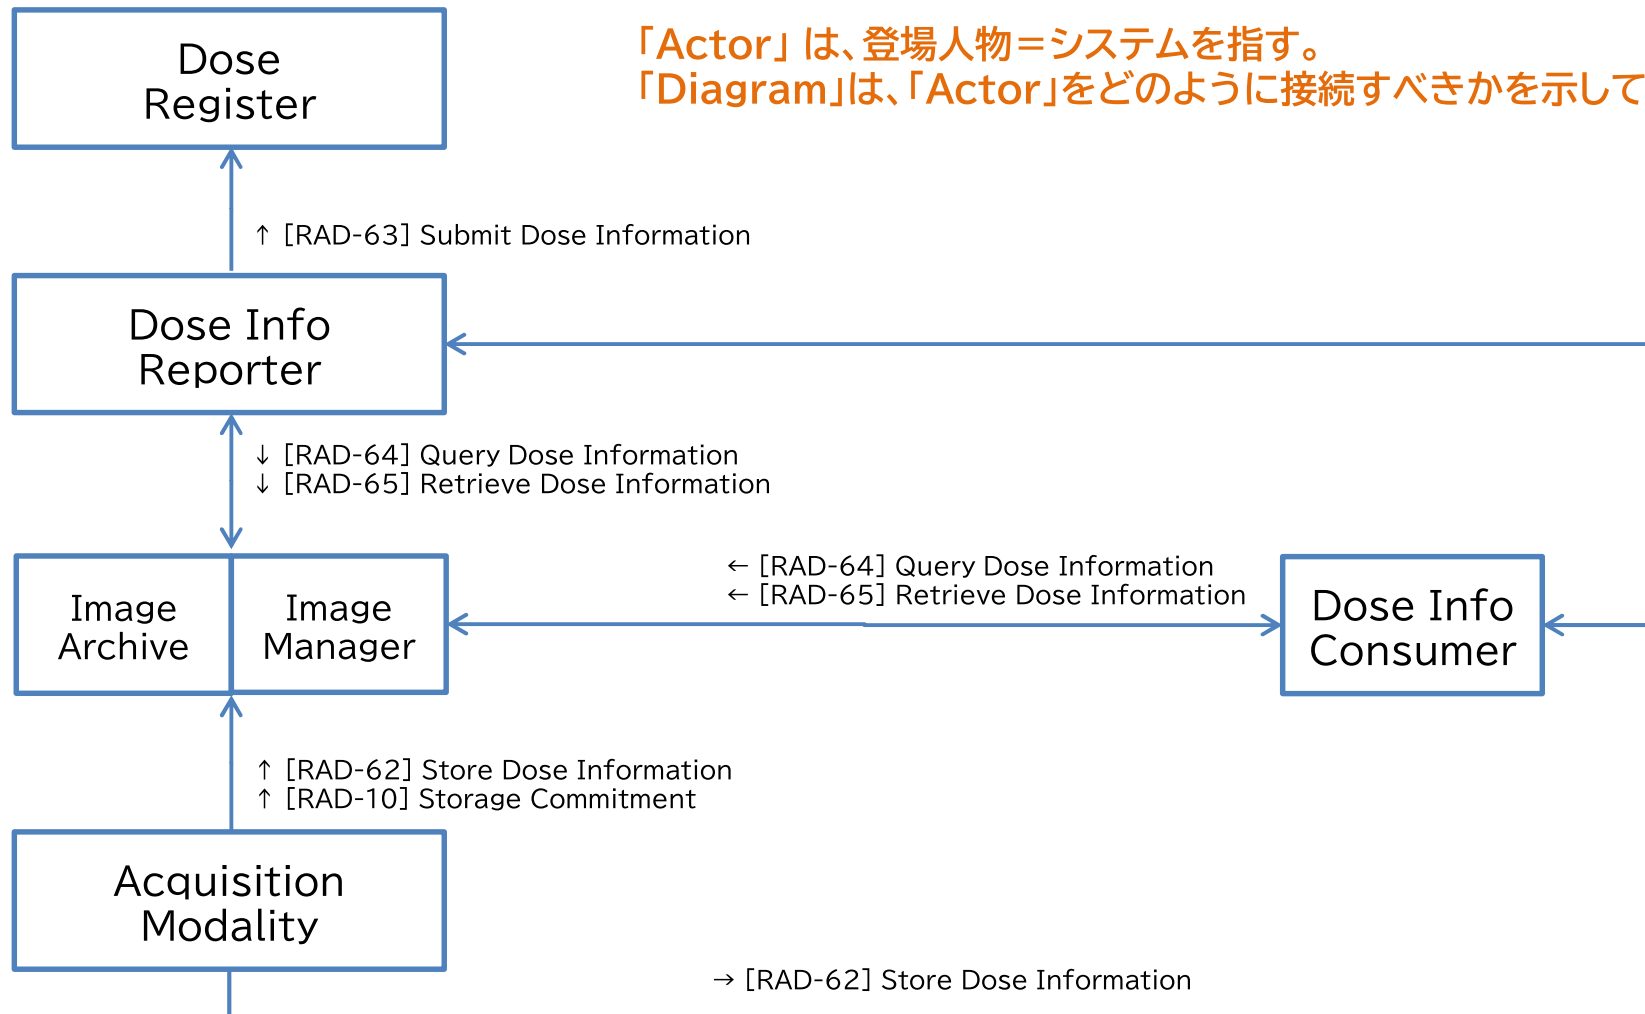 「Actor」 は、登場人物＝システムを指す。
「Diagram」は、「Actor」をどのように接続すべきかを示して
Dose
Register
↑ [RAD-63] Submit Dose Information
Dose Info
Reporter
↓ [RAD-64] Query Dose Information
↓ [RAD-65] Retrieve Dose Information
Image
Archive
Image
Manager
← [RAD-64] Query Dose Information
← [RAD-65] Retrieve Dose Information
Dose Info
Consumer
↑ [RAD-62] Store Dose Information
↑ [RAD-10] Storage Commitment
Acquisition
Modality
→ [RAD-62] Store Dose Information